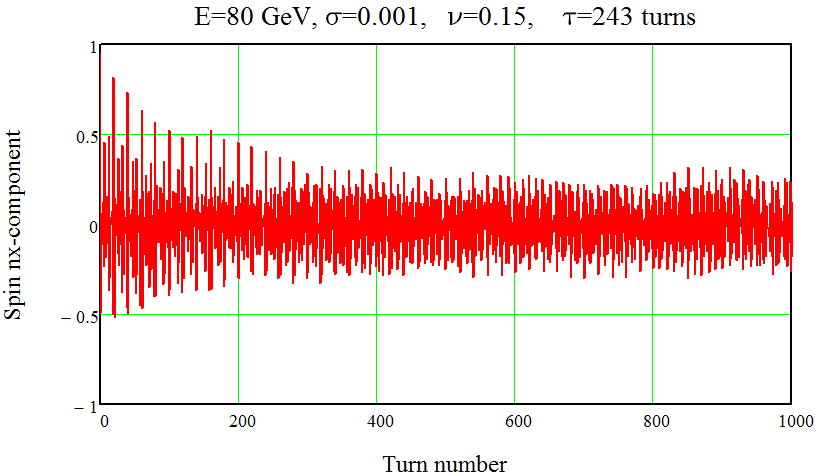 E=80 GeV, σ=0.001, ν=0.15, τ=243 turns
1
0.5
0
− 0.5
− 1
Spin nx-component
0 200 400 600 800 1000
Turn number